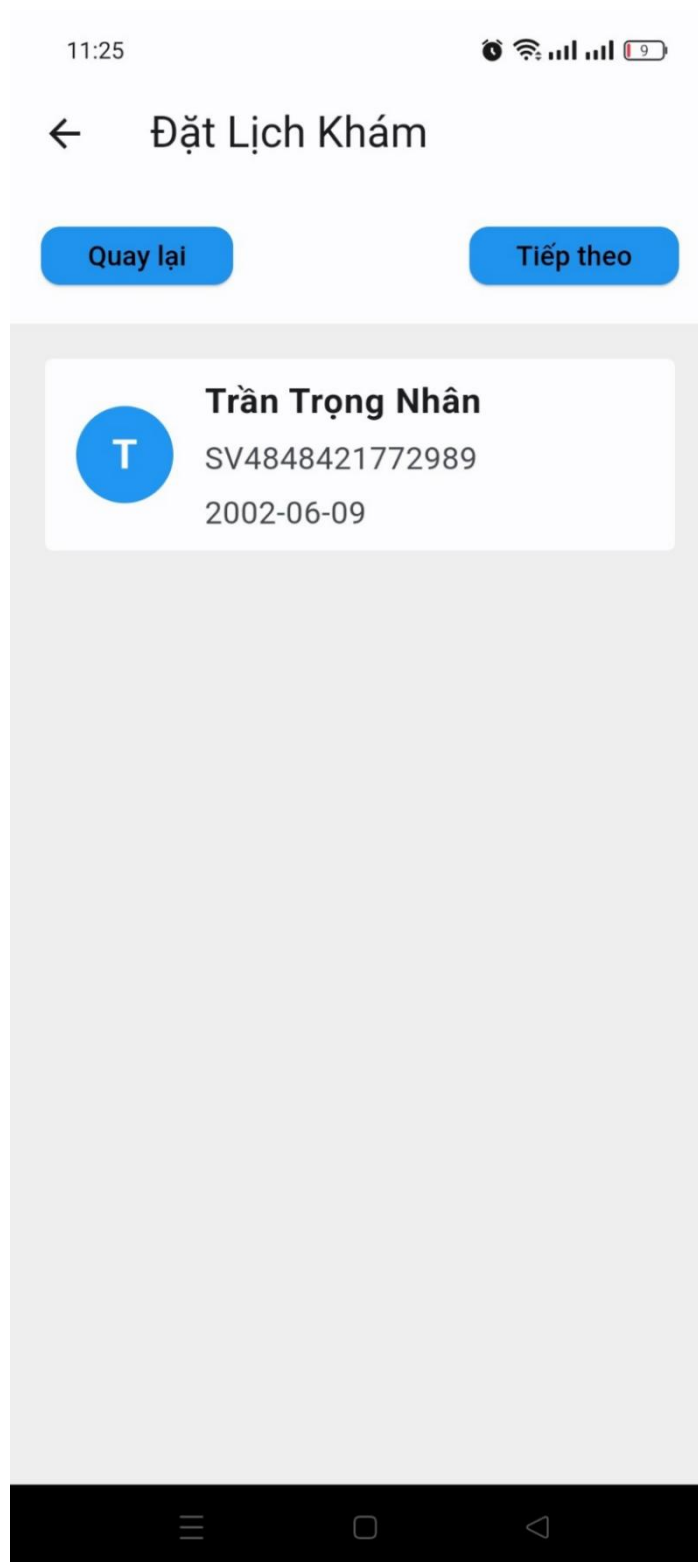 11:25
9
Đặt Lịch Khám
Quay lại
Tiếp theo
Trần Trọng Nhân
T
SV4848421772989
2002-06-09